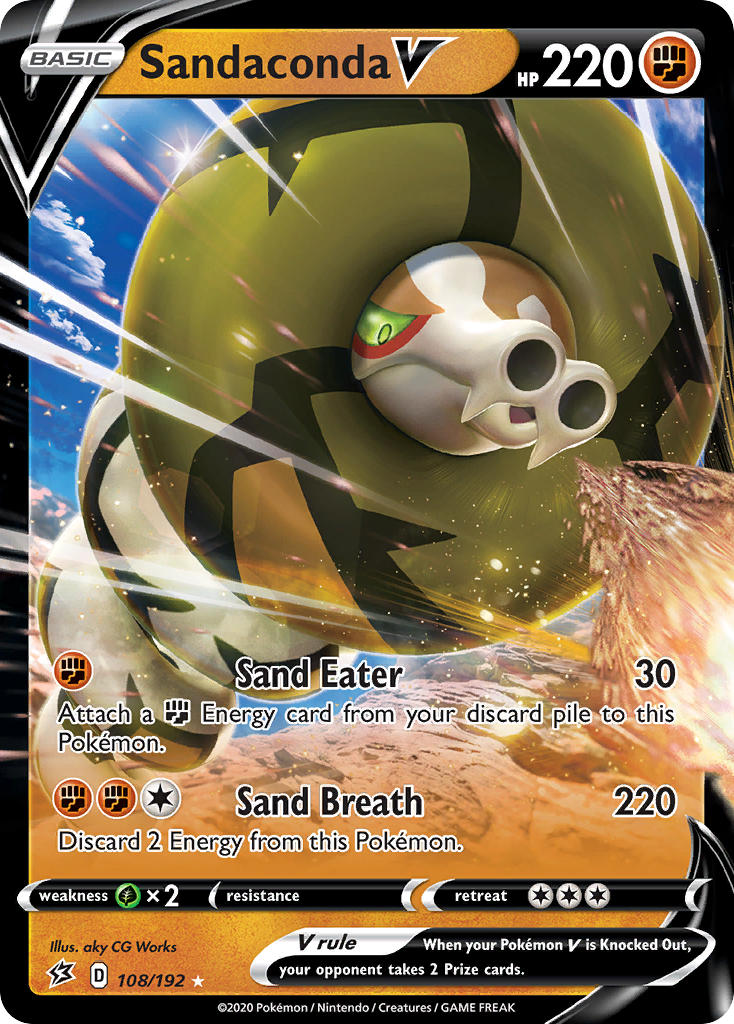 BASIC Sandaconda V HP 220
Sand Eater 30
Attach a Energy card from your discard pile to this
Pokémon.
Sand Breath 220
Discard 2 Energy from this Pokémon.
weakness ×2 resistance retreat
Illus. aky CG Works
V rule When your Pokémon V is Knocked Out,
your opponent takes 2 Prize cards.
D 108/192
©2020 Pokémon / Nintendo / Creatures / GAME FREAK